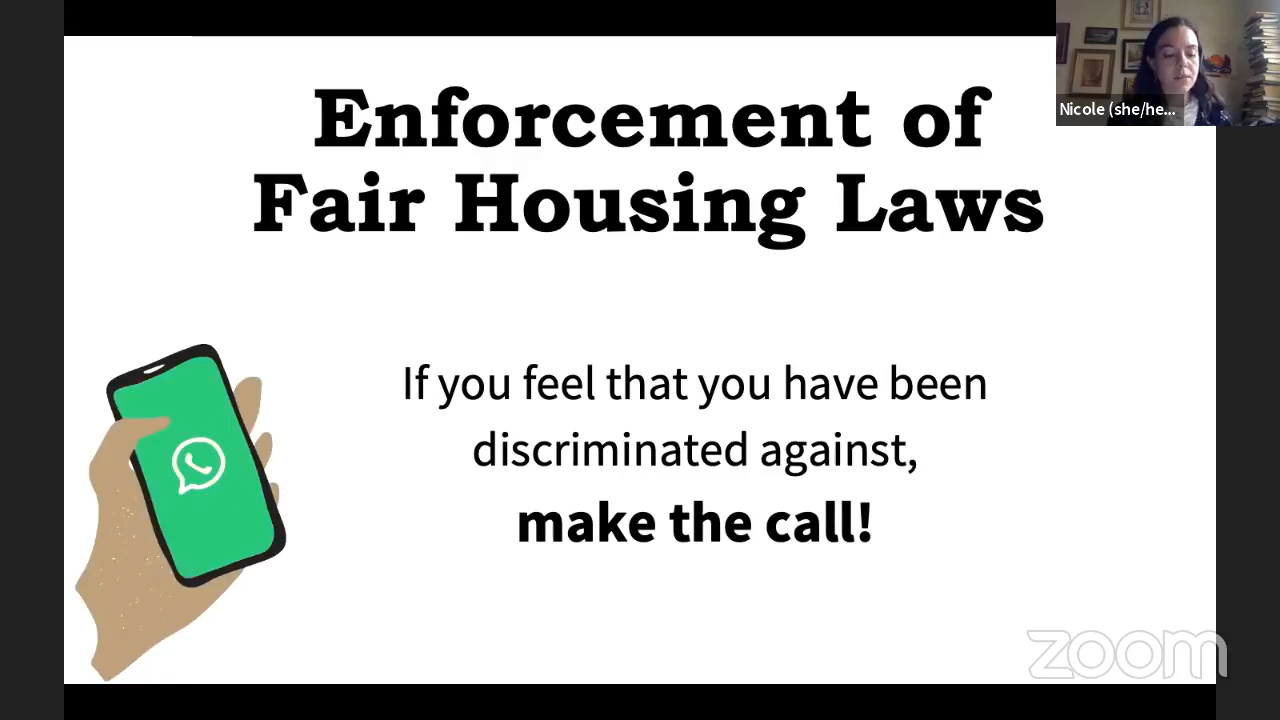 Enforcement of
Fair Housing Laws
Nicole (she/he...
If you feel that you have been
discriminated against,
make the call!
zoom